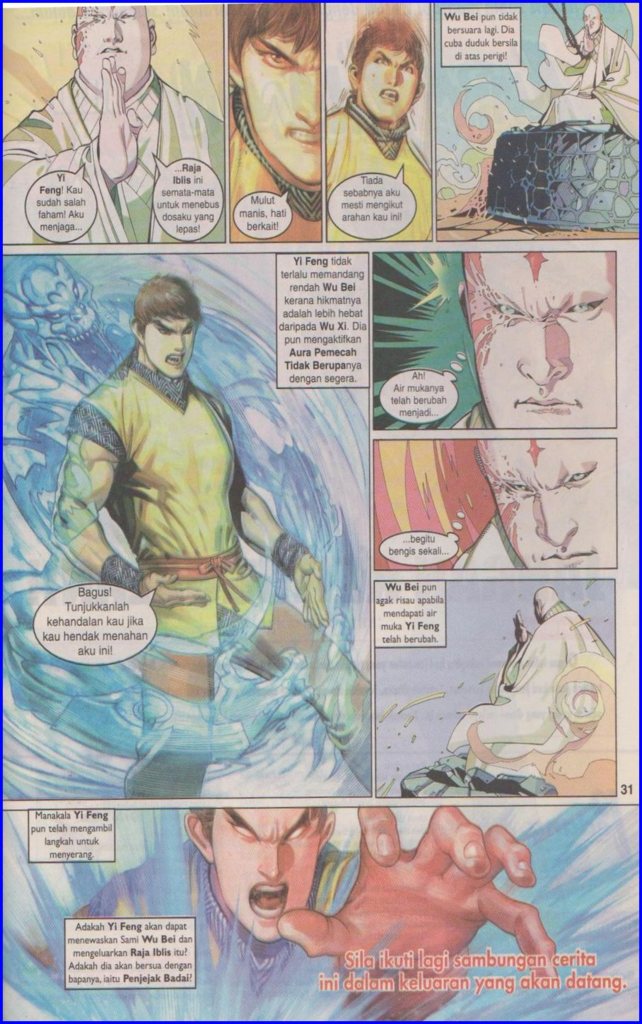 Yi
Feng! Kau
sudah salah
faham! Aku
menjaga...
...Raja
Iblis ini
semata-mata
untuk menebus
dosaku yang
lepas!
Mulut
manis, hati
berkait!
Tiada
sebabnya aku
mesti mengikut
arahan kau ini!
Wu Bei pun tidak
bersuara lagi. Dia
cuba duduk bersila
di atas perigi!
Yi Feng tidak
terlalu memandang
rendah Wu Bei
kerana hikmatnya
adalah lebih hebat
daripada Wu Xi. Dia
pun mengaktifkan
Aura Pemecah
Tidak Berupanya
dengan segera.
Bagus!
Tunjukkanlah
kehandalan kau jika
kau hendak menahan
aku ini!
Ah!
Air mukanya
telah berubah
menjadi...
...begitu
bengis sekali...
Wu Bei pun
agak risau apabila
mendapati air
muka Yi Feng
telah berubah.
31
Manakala Yi Feng
pun telah mengambil
langkah untuk
menyerang.
Adakah Yi Feng akan dapat
menewaskan Sami Wu Bei dan
mengeluarkan Raja Iblis itu?
Adakah dia akan bersua dengan
bapanya, iaitu Penjejak Badai?
Sila ikuti lagi sambungan cerita
ini dalam keluaran yang akan datang.